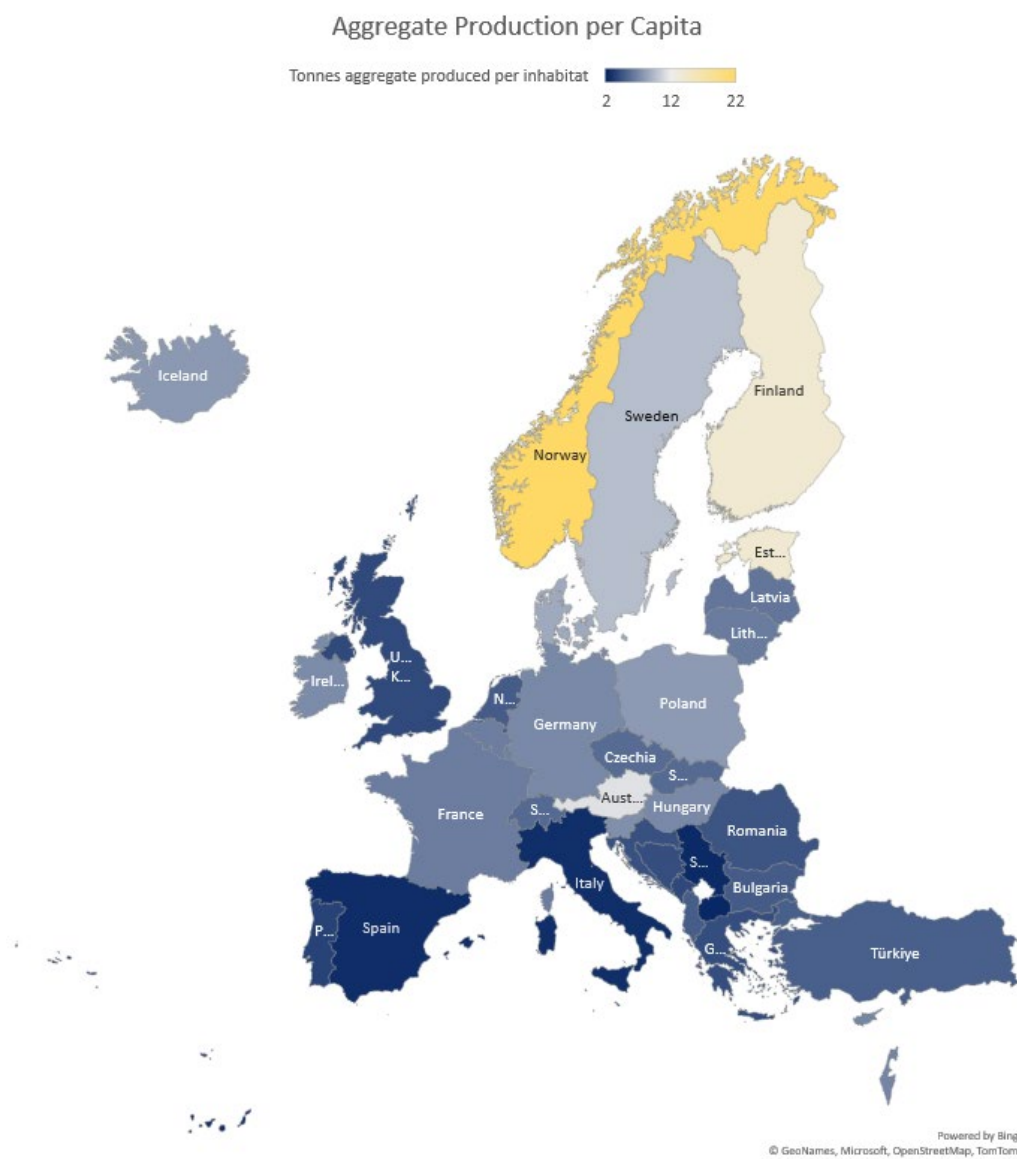 Aggregate Production per Capita
Tonnes aggregate produced per inhabitat
2 12 22
Iceland
Finland
Sweden
Norway
Est...
Latvia
Lith...
U...
K...
Irel...
N...
Poland
Germany
Czechia
S...
Aust...
Hungary
S...
France
Romania
S...
Italy
Bulgaria
P...
Spain
G...
Türkiye
Powered by Bing
© GeoNames, Microsoft, OpenStreetMap, TomTom